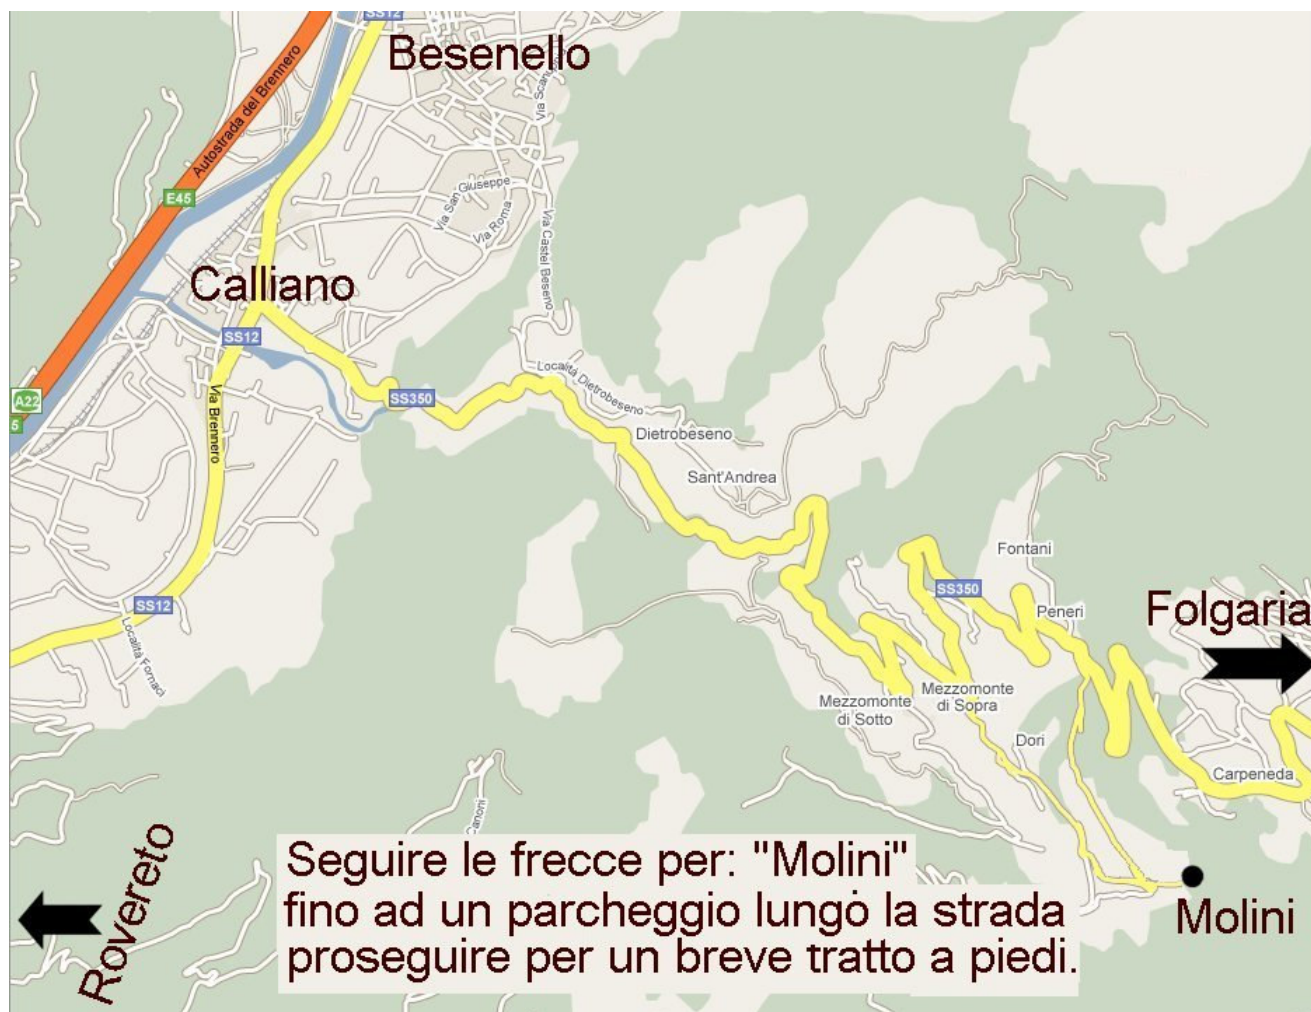 SS12
Besenello
Autostrada del Brennero
E45
Via San Giuseppe
Via Roma
Via Castel Beseno
Calliano
SS12
A22
Via Brennero
SS350
Località Dietrobeseno
Dietrobeseno
Sant'Andrea
Fontani
SS350
SS12
Peneri
Folgaria
Località Fornaci
Mezzomonte
di Sotto
Mezzomonte
di Sopra
Dori
Carpeneda
Canoni
Rovereto
Seguire le frecce per: "Molini"
fino ad un parcheggio lungo la strada
proseguire per un breve tratto a piedi.
Molini